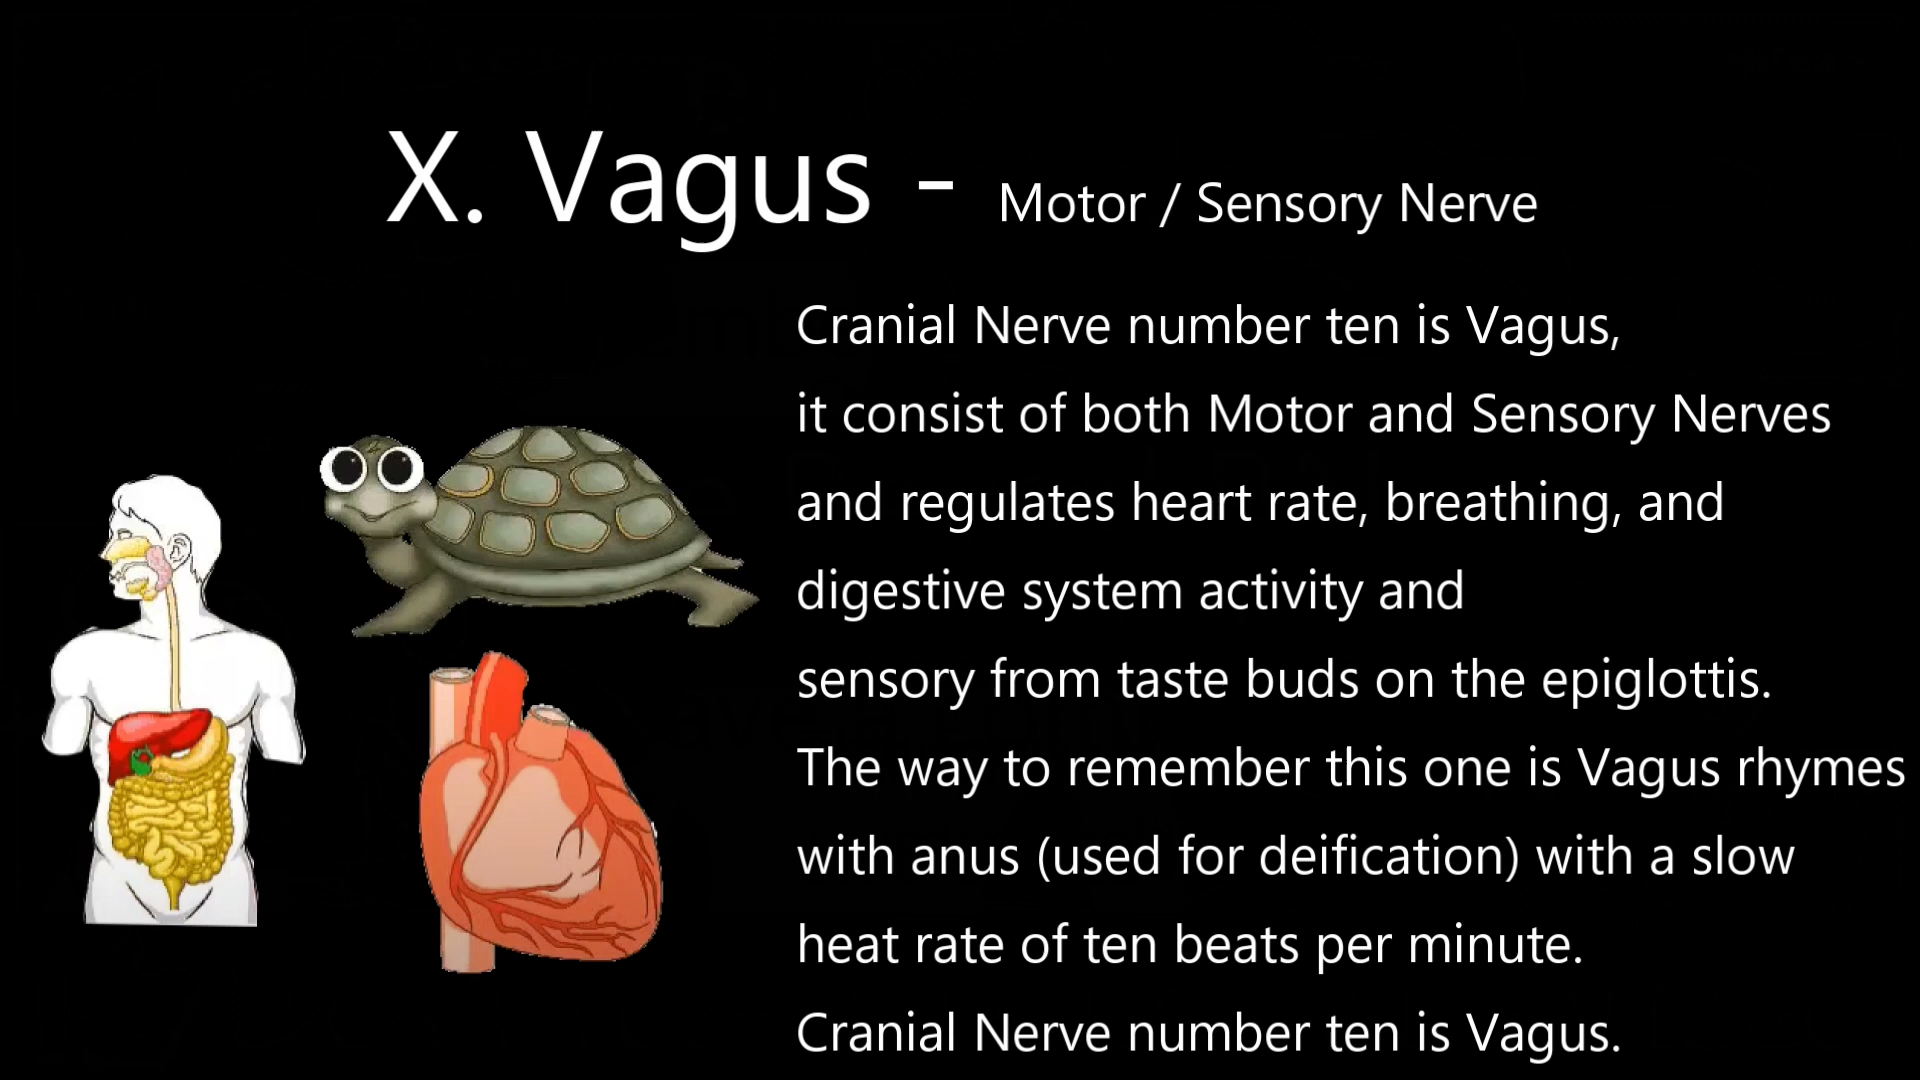 X. Vagus - Motor / Sensory Nerve
Cranial Nerve number ten is Vagus,
it consist of both Motor and Sensory Nerves
and regulates heart rate, breathing, and
digestive system activity and
sensory from taste buds on the epiglottis.
The way to remember this one is Vagus rhymes
with anus (used for deification) with a slow
heat rate of ten beats per minute.
Cranial Nerve number ten is Vagus.